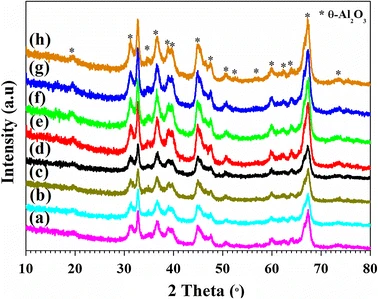 * θ-Al₂O₃
(h)
(g)
(f)
(e)
(d)
(c)
(b)
(a)
Intensity (a.u)
10 20 30 40 50 60 70 80
2 Theta (°)